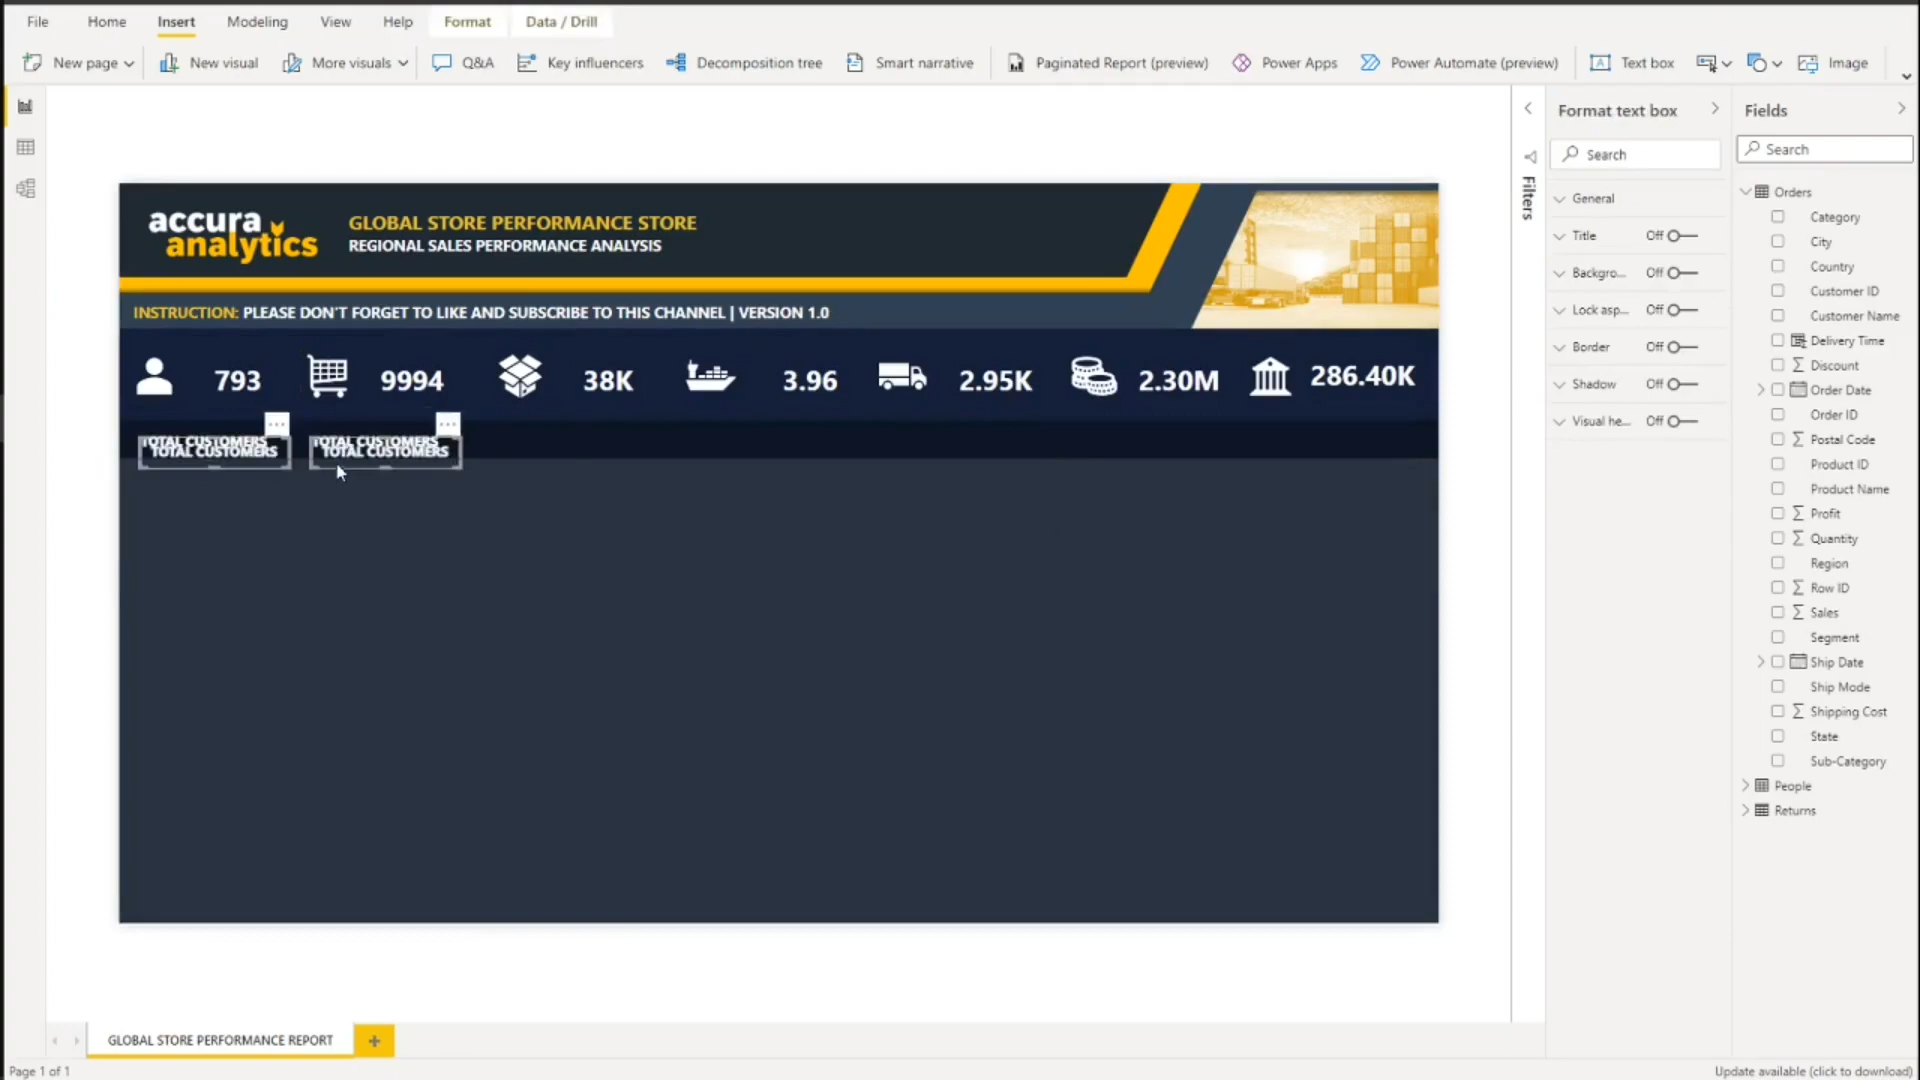 File Home Insert Modeling View Help Format Data / Drill
New page New visual More visuals Q&A Key influencers Decomposition tree Smart narrative Paginated Report (preview) Power Apps Power Automate (preview) Text box Image
Format text box
Search
General
Title Off
Backgro... Off
Lock asp... Off
Border Off
Shadow Off
Visual he... Off
Filters
Fields
Search
Orders
Category
City
Country
Customer ID
Customer Name
Delivery Time
Discount
Order Date
Order ID
Postal Code
Product ID
Product Name
Profit
Quantity
Region
Row ID
Sales
Segment
Ship Date
Ship Mode
Shipping Cost
State
Sub-Category
People
Returns
accura
analytics
GLOBAL STORE PERFORMANCE STORE
REGIONAL SALES PERFORMANCE ANALYSIS
INSTRUCTION: PLEASE DON'T FORGET TO LIKE AND SUBSCRIBE TO THIS CHANNEL | VERSION 1.0
793 9994 38K 3.96 2.95K 2.30M 286.40K
TOTAL CUSTOMERS TOTAL CUSTOMERS
TOTAL CUSTOMERS TOTAL CUSTOMERS
GLOBAL STORE PERFORMANCE REPORT
Page 1 of 1
Update available (click to download)